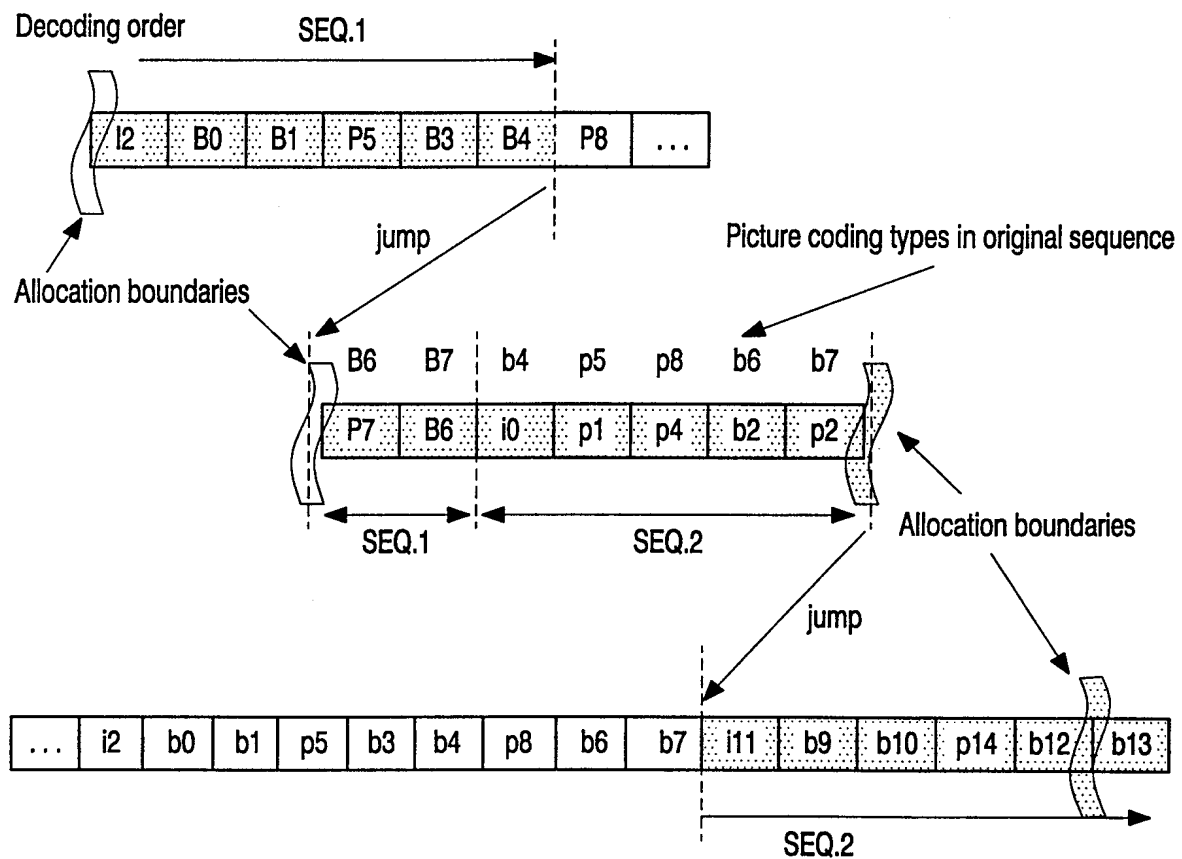 Decoding order
SEQ.1
I2 B0 B1 P5 B3 B4 P8 ...
jump
Picture coding types in original sequence
Allocation boundaries
B6 B7 b4 p5 p8 b6 b7
P7 B6 i0 p1 p4 b2 p2
SEQ.1 SEQ.2
Allocation boundaries
jump
... i2 b0 b1 p5 b3 b4 p8 b6 b7 i11 b9 b10 p14 b12 b13
SEQ.2